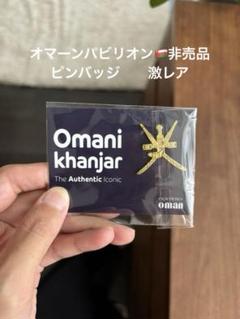 オマーンパビリオン🇴🇲非売品
ピンバッジ　　激レア
Omani
khanjar
The Authentic Iconic
oman